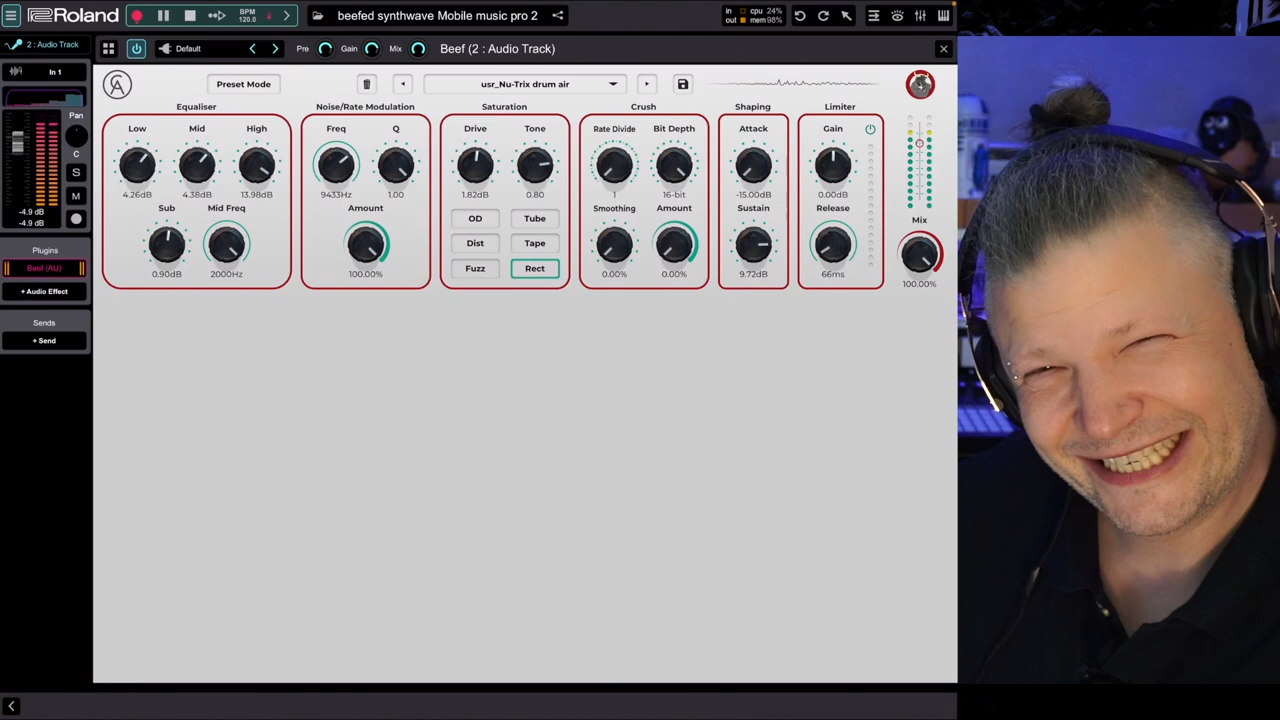 Roland
BPM
120.0
beefed synthwave Mobile music pro 2
in
out
cpu 24%
mem 98%
2 : Audio Track
Default
Pre
Gain
Mix
Beef (2 : Audio Track)
In 1
Pan
C
S
M
-4.9 dB
-4.9 dB
Plugins
Beef (AU)
+ Audio Effect
Sends
+ Send
Preset Mode
usr_Nu-Trix drum air
Equaliser
Noise/Rate Modulation
Saturation
Crush
Shaping
Limiter
Low
Mid
High
Freq
Q
Drive
Tone
Rate Divide
Bit Depth
Attack
Gain
4.26dB
4.38dB
13.98dB
9433Hz
1.00
1.82dB
0.80
1
16-bit
-15.00dB
0.00dB
Sub
Mid Freq
Amount
OD
Tube
Smoothing
Amount
Sustain
Release
Mix
Dist
Tape
0.90dB
2000Hz
100.00%
Fuzz
Rect
0.00%
0.00%
9.72dB
66ms
100.00%